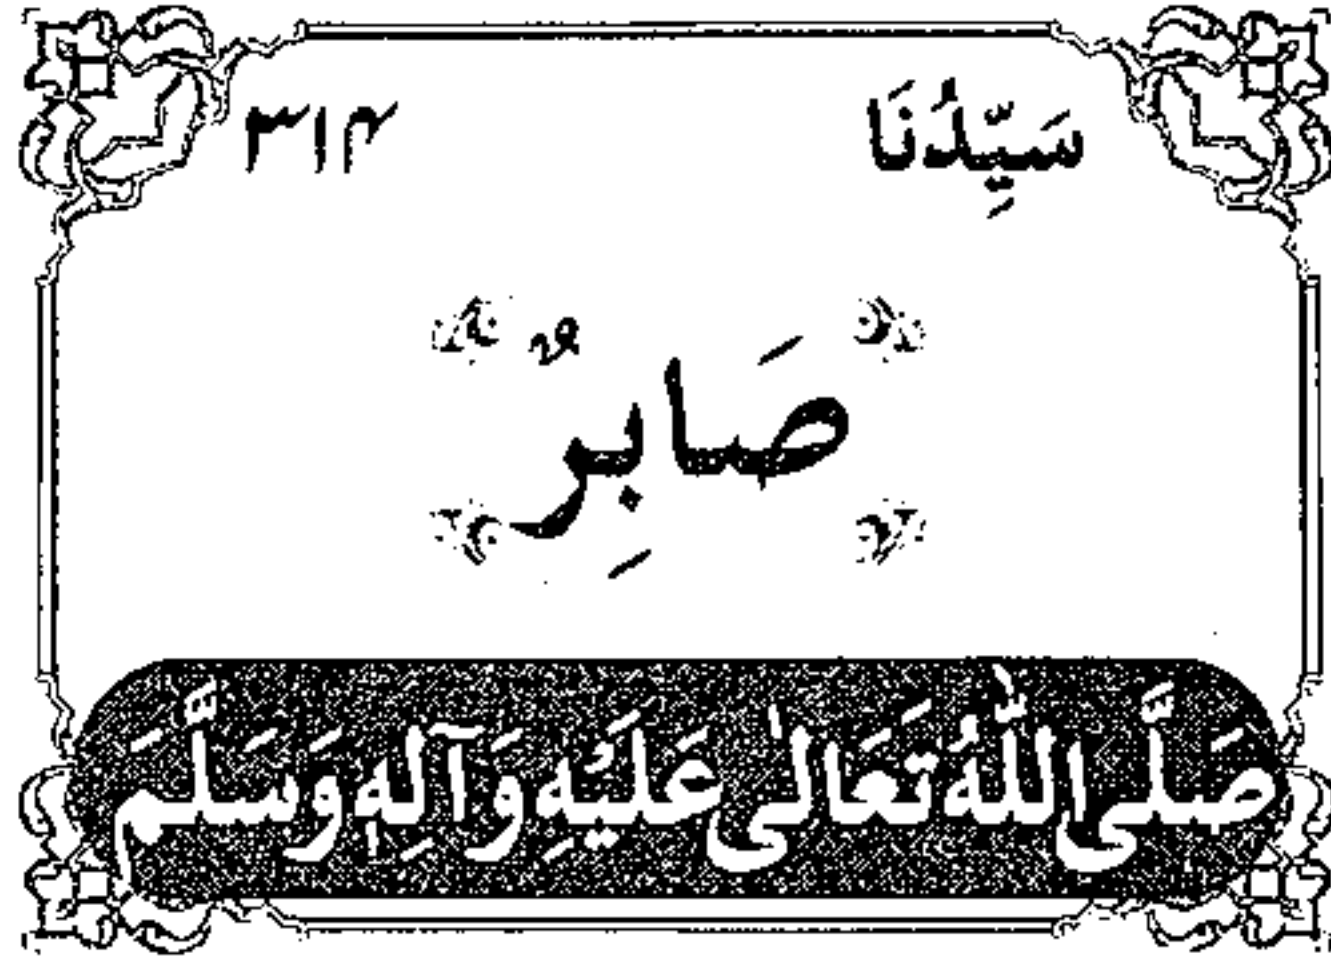 سَيِّدُنَا ۳۱۴
صَابِرٌ
صَلَّى اللّٰهُ تَعَالٰى عَلَيْهِ وَآلِهٖ وَسَلَّمَ